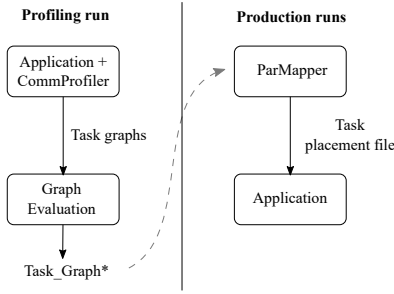 Profiling run
Application +
CommProfiler
Task graphs
Graph
Evaluation
Task_Graph*
Production runs
ParMapper
Task
placement file
Application